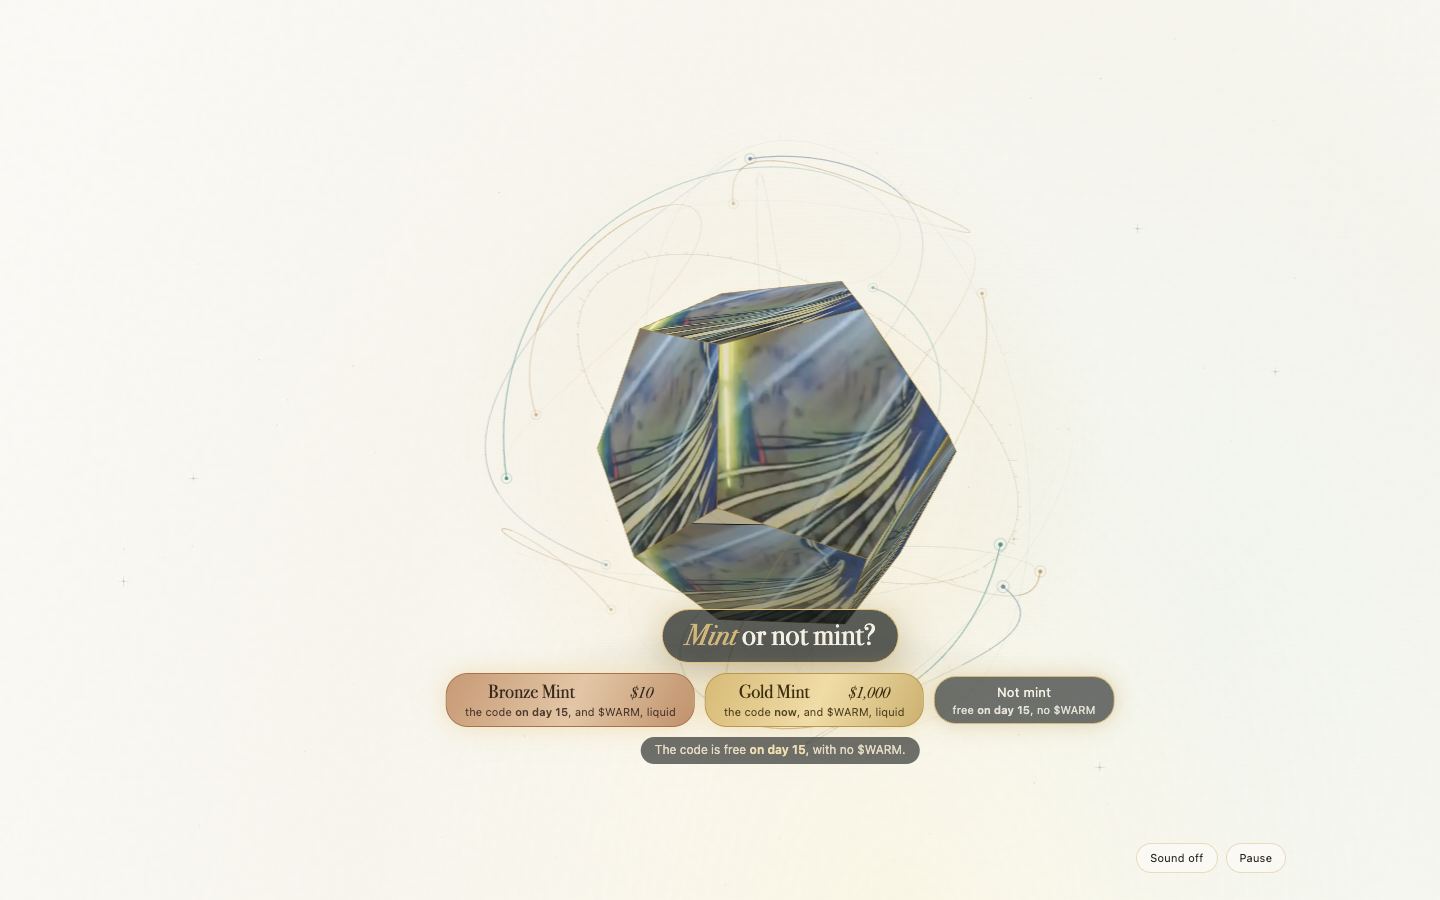 Mint or not mint?
Bronze Mint $10
the code on day 15, and $WARM, liquid
Gold Mint $1,000
the code now, and $WARM, liquid
Not mint
free on day 15, no $WARM
The code is free on day 15, with no $WARM.
Sound off
Pause